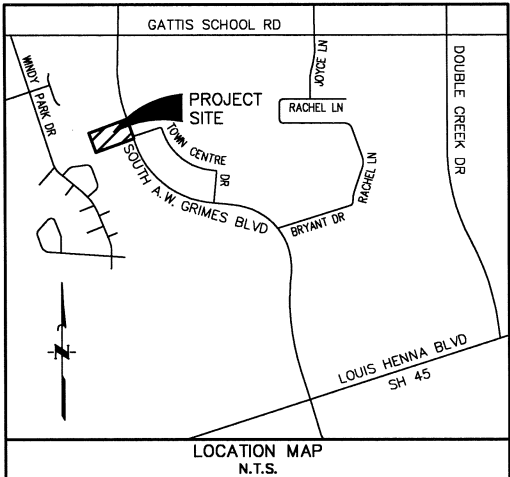 GATTIS SCHOOL RD
WINDY PARK DR
JOYCE LN
DOUBLE CREEK DR
PROJECT
SITE
RACHEL LN
TOWN CENTRE DR
RACHEL LN
SOUTH A.W. GRIMES BLVD
BRYANT DR
N
LOUIS HENNA BLVD
SH 45
LOCATION MAP
N.T.S.